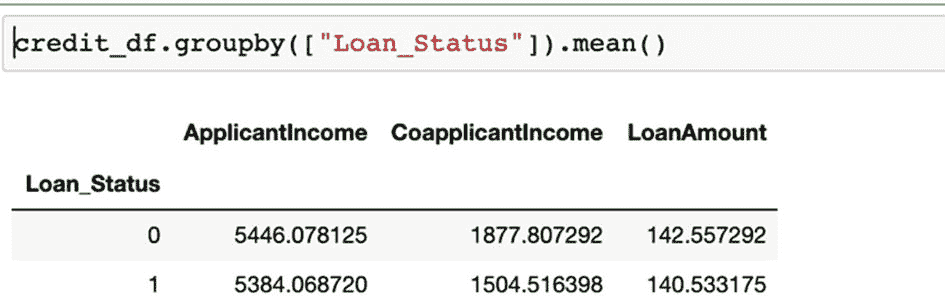 credit_df.groupby(["Loan_Status"]).mean()
ApplicantIncome CoapplicantIncome LoanAmount
Loan_Status
0 5446.078125 1877.807292 142.557292
1 5384.068720 1504.516398 140.533175